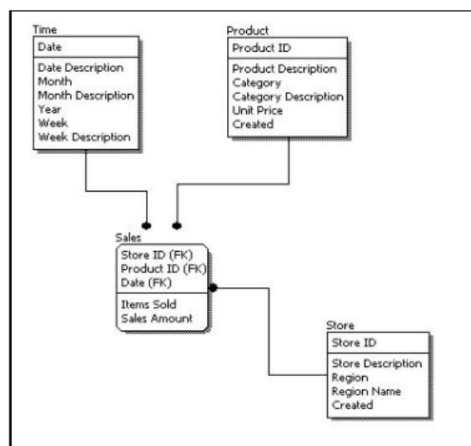 Time
Date
Date Description
Month
Month Description
Year
Week
Week Description
Product
Product ID
Product Description
Category
Category Description
Unit Price
Created
Sales
Store ID (FK)
Product ID (FK)
Date (FK)
Items Sold
Sales Amount
Store
Store ID
Store Description
Region
Region Name
Created